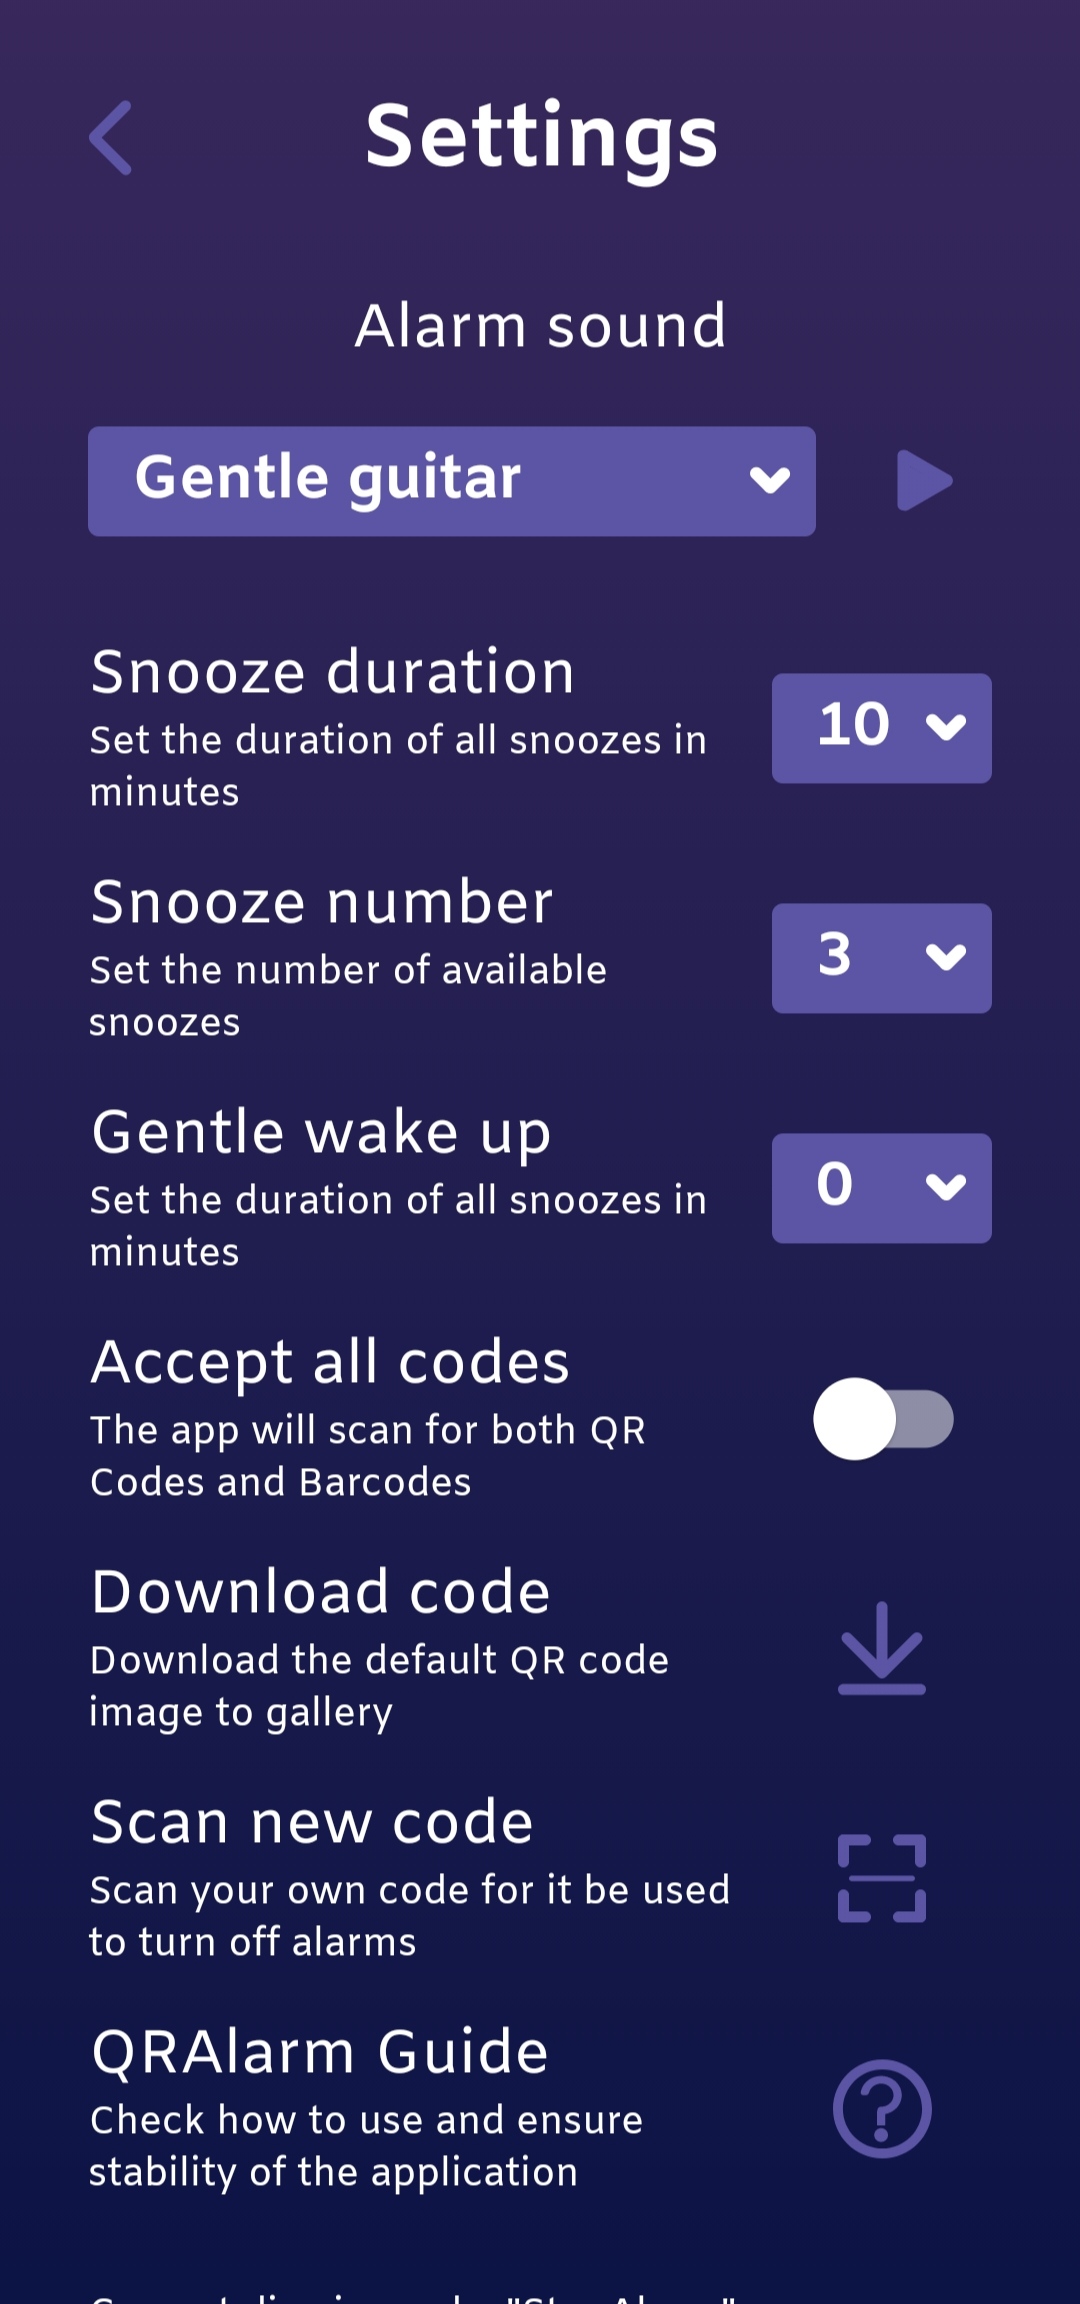 Settings
Alarm sound
Gentle guitar
Snooze duration
Set the duration of all snoozes in
minutes
10
Snooze number
Set the number of available
snoozes
3
Gentle wake up
Set the duration of all snoozes in
minutes
0
Accept all codes
The app will scan for both QR
Codes and Barcodes
Download code
Download the default QR code
image to gallery
Scan new code
Scan your own code for it be used
to turn off alarms
QRAlarm Guide
Check how to use and ensure
stability of the application